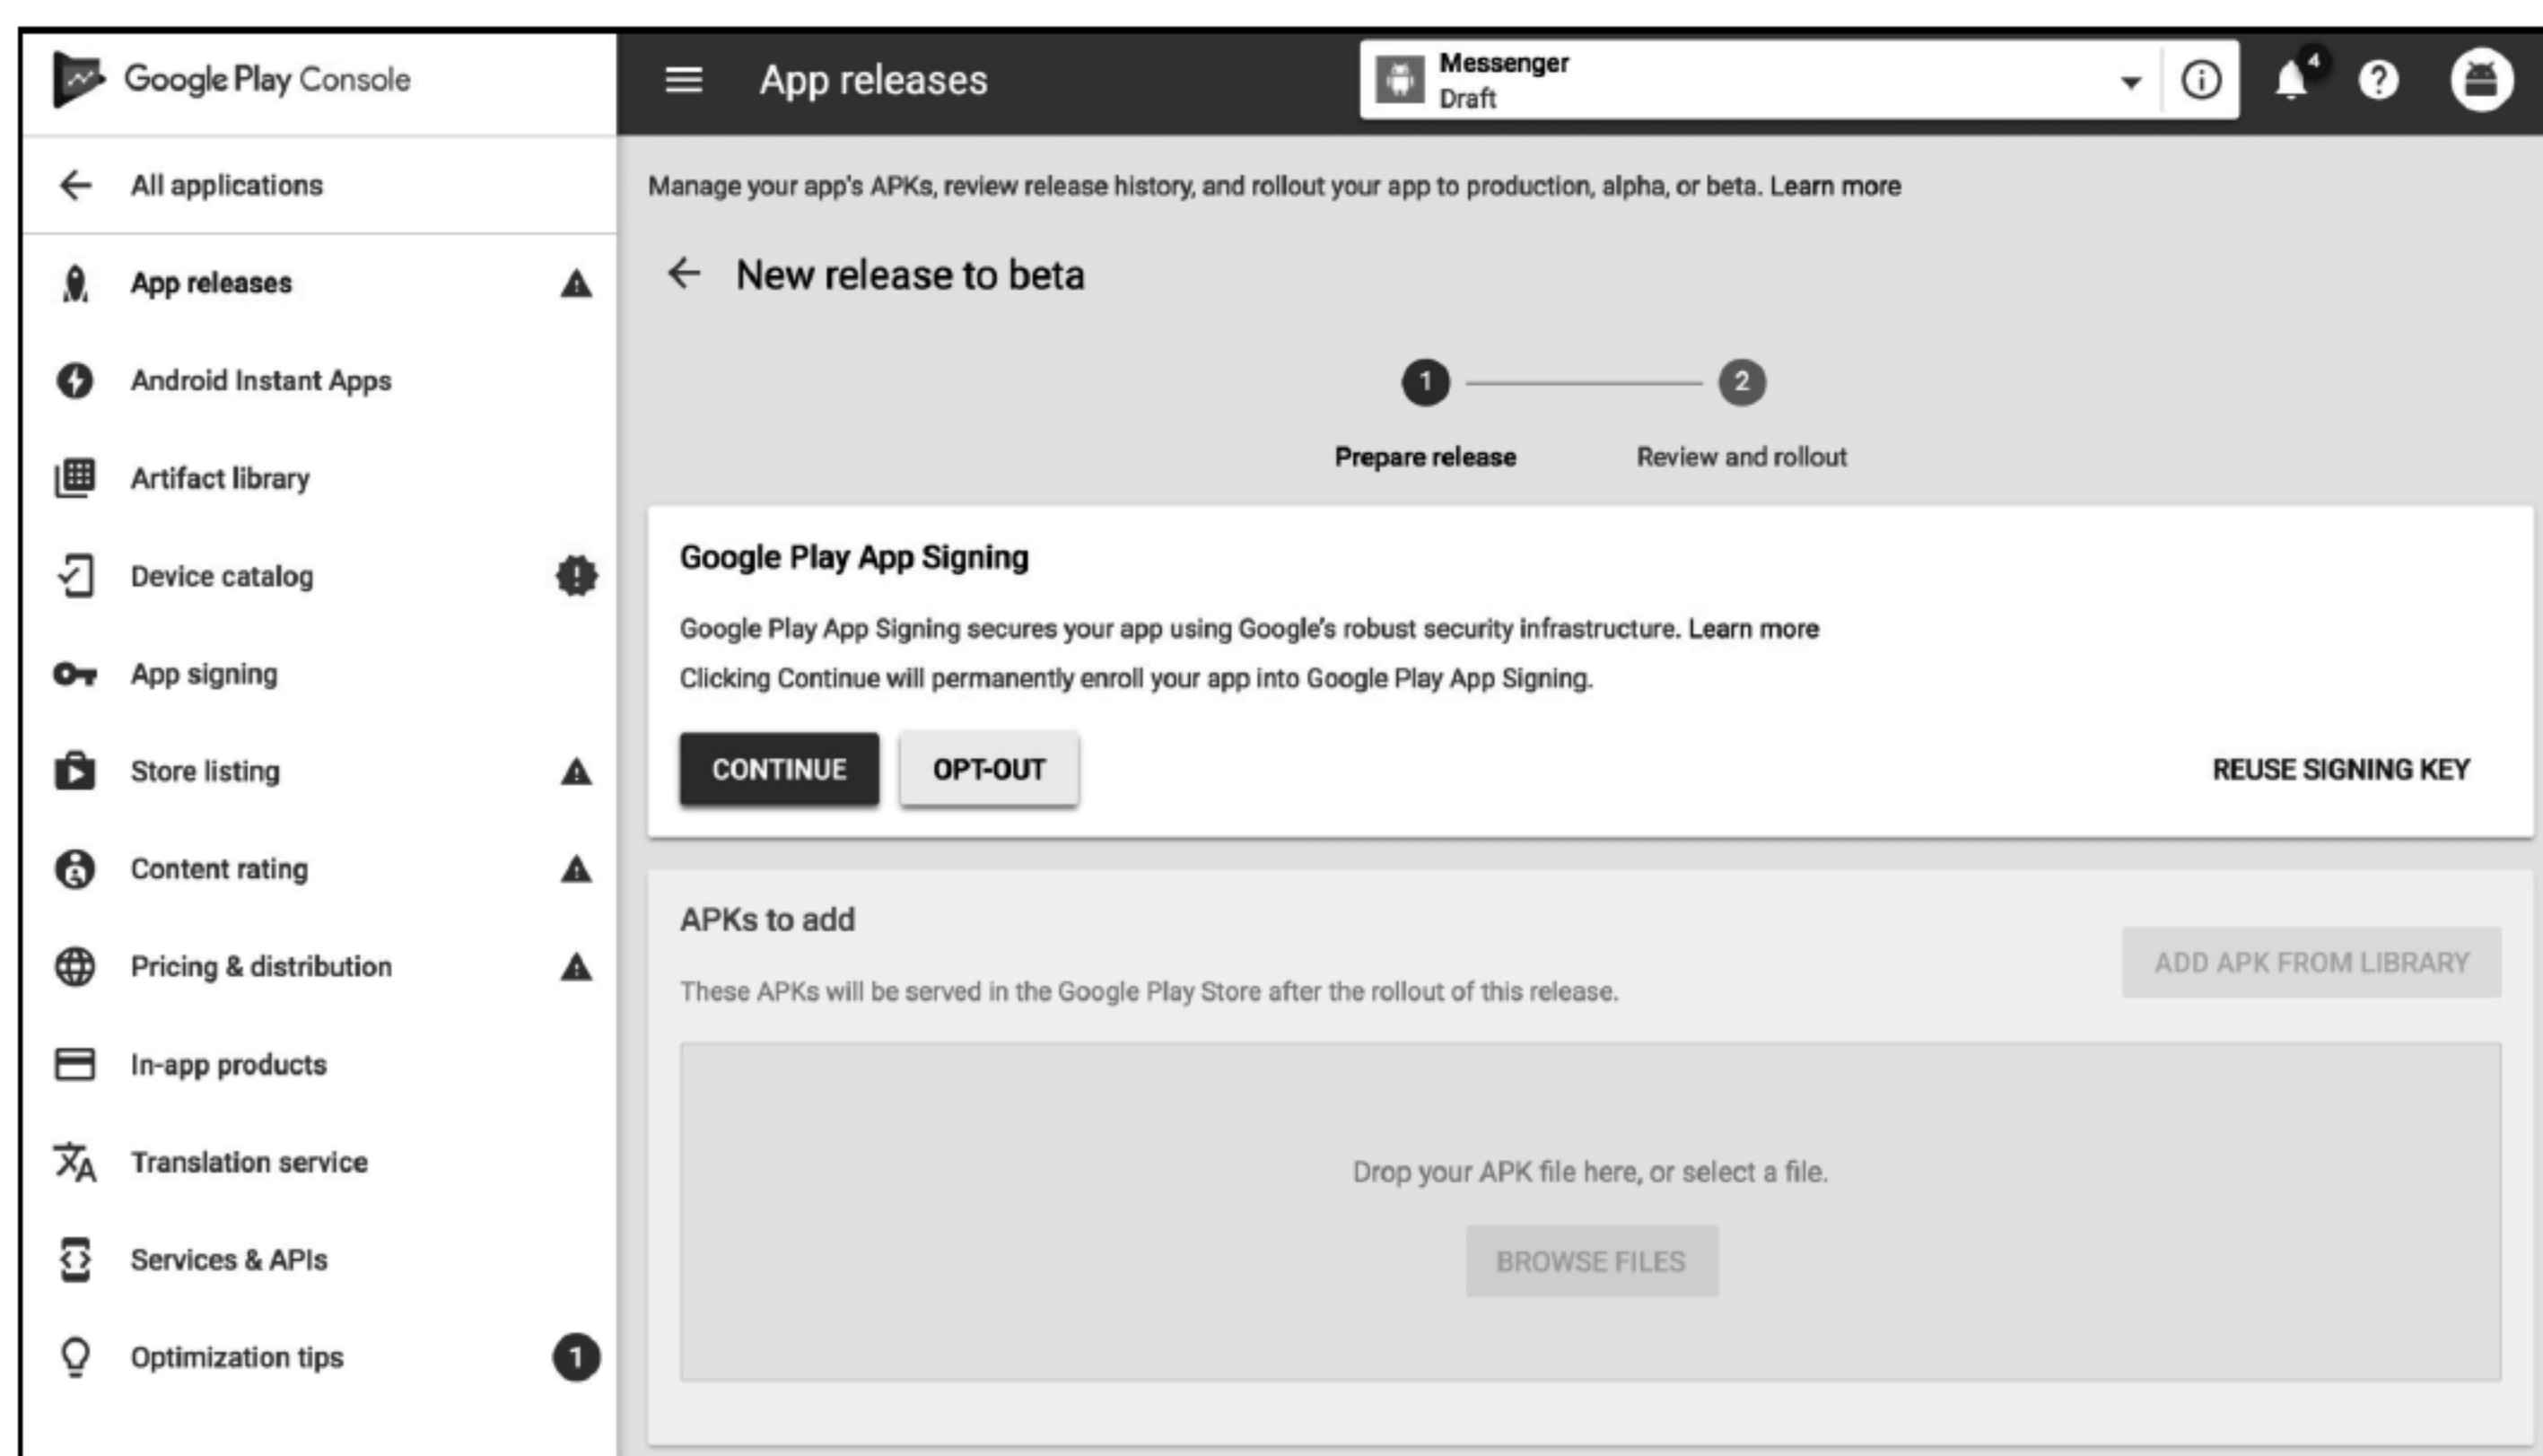 Google Play Console
App releases
Messenger
Draft
4
All applications
App releases
Android Instant Apps
Artifact library
Device catalog
App signing
Store listing
Content rating
Pricing & distribution
In-app products
Translation service
Services & APIs
Optimization tips
1
Manage your app's APKs, review release history, and rollout your app to production, alpha, or beta. Learn more
New release to beta
1
2
Prepare release
Review and rollout
Google Play App Signing
Google Play App Signing secures your app using Google's robust security infrastructure. Learn more
Clicking Continue will permanently enroll your app into Google Play App Signing.
CONTINUE
OPT-OUT
REUSE SIGNING KEY
APKs to add
ADD APK FROM LIBRARY
These APKs will be served in the Google Play Store after the rollout of this release.
Drop your APK file here, or select a file.
BROWSE FILES